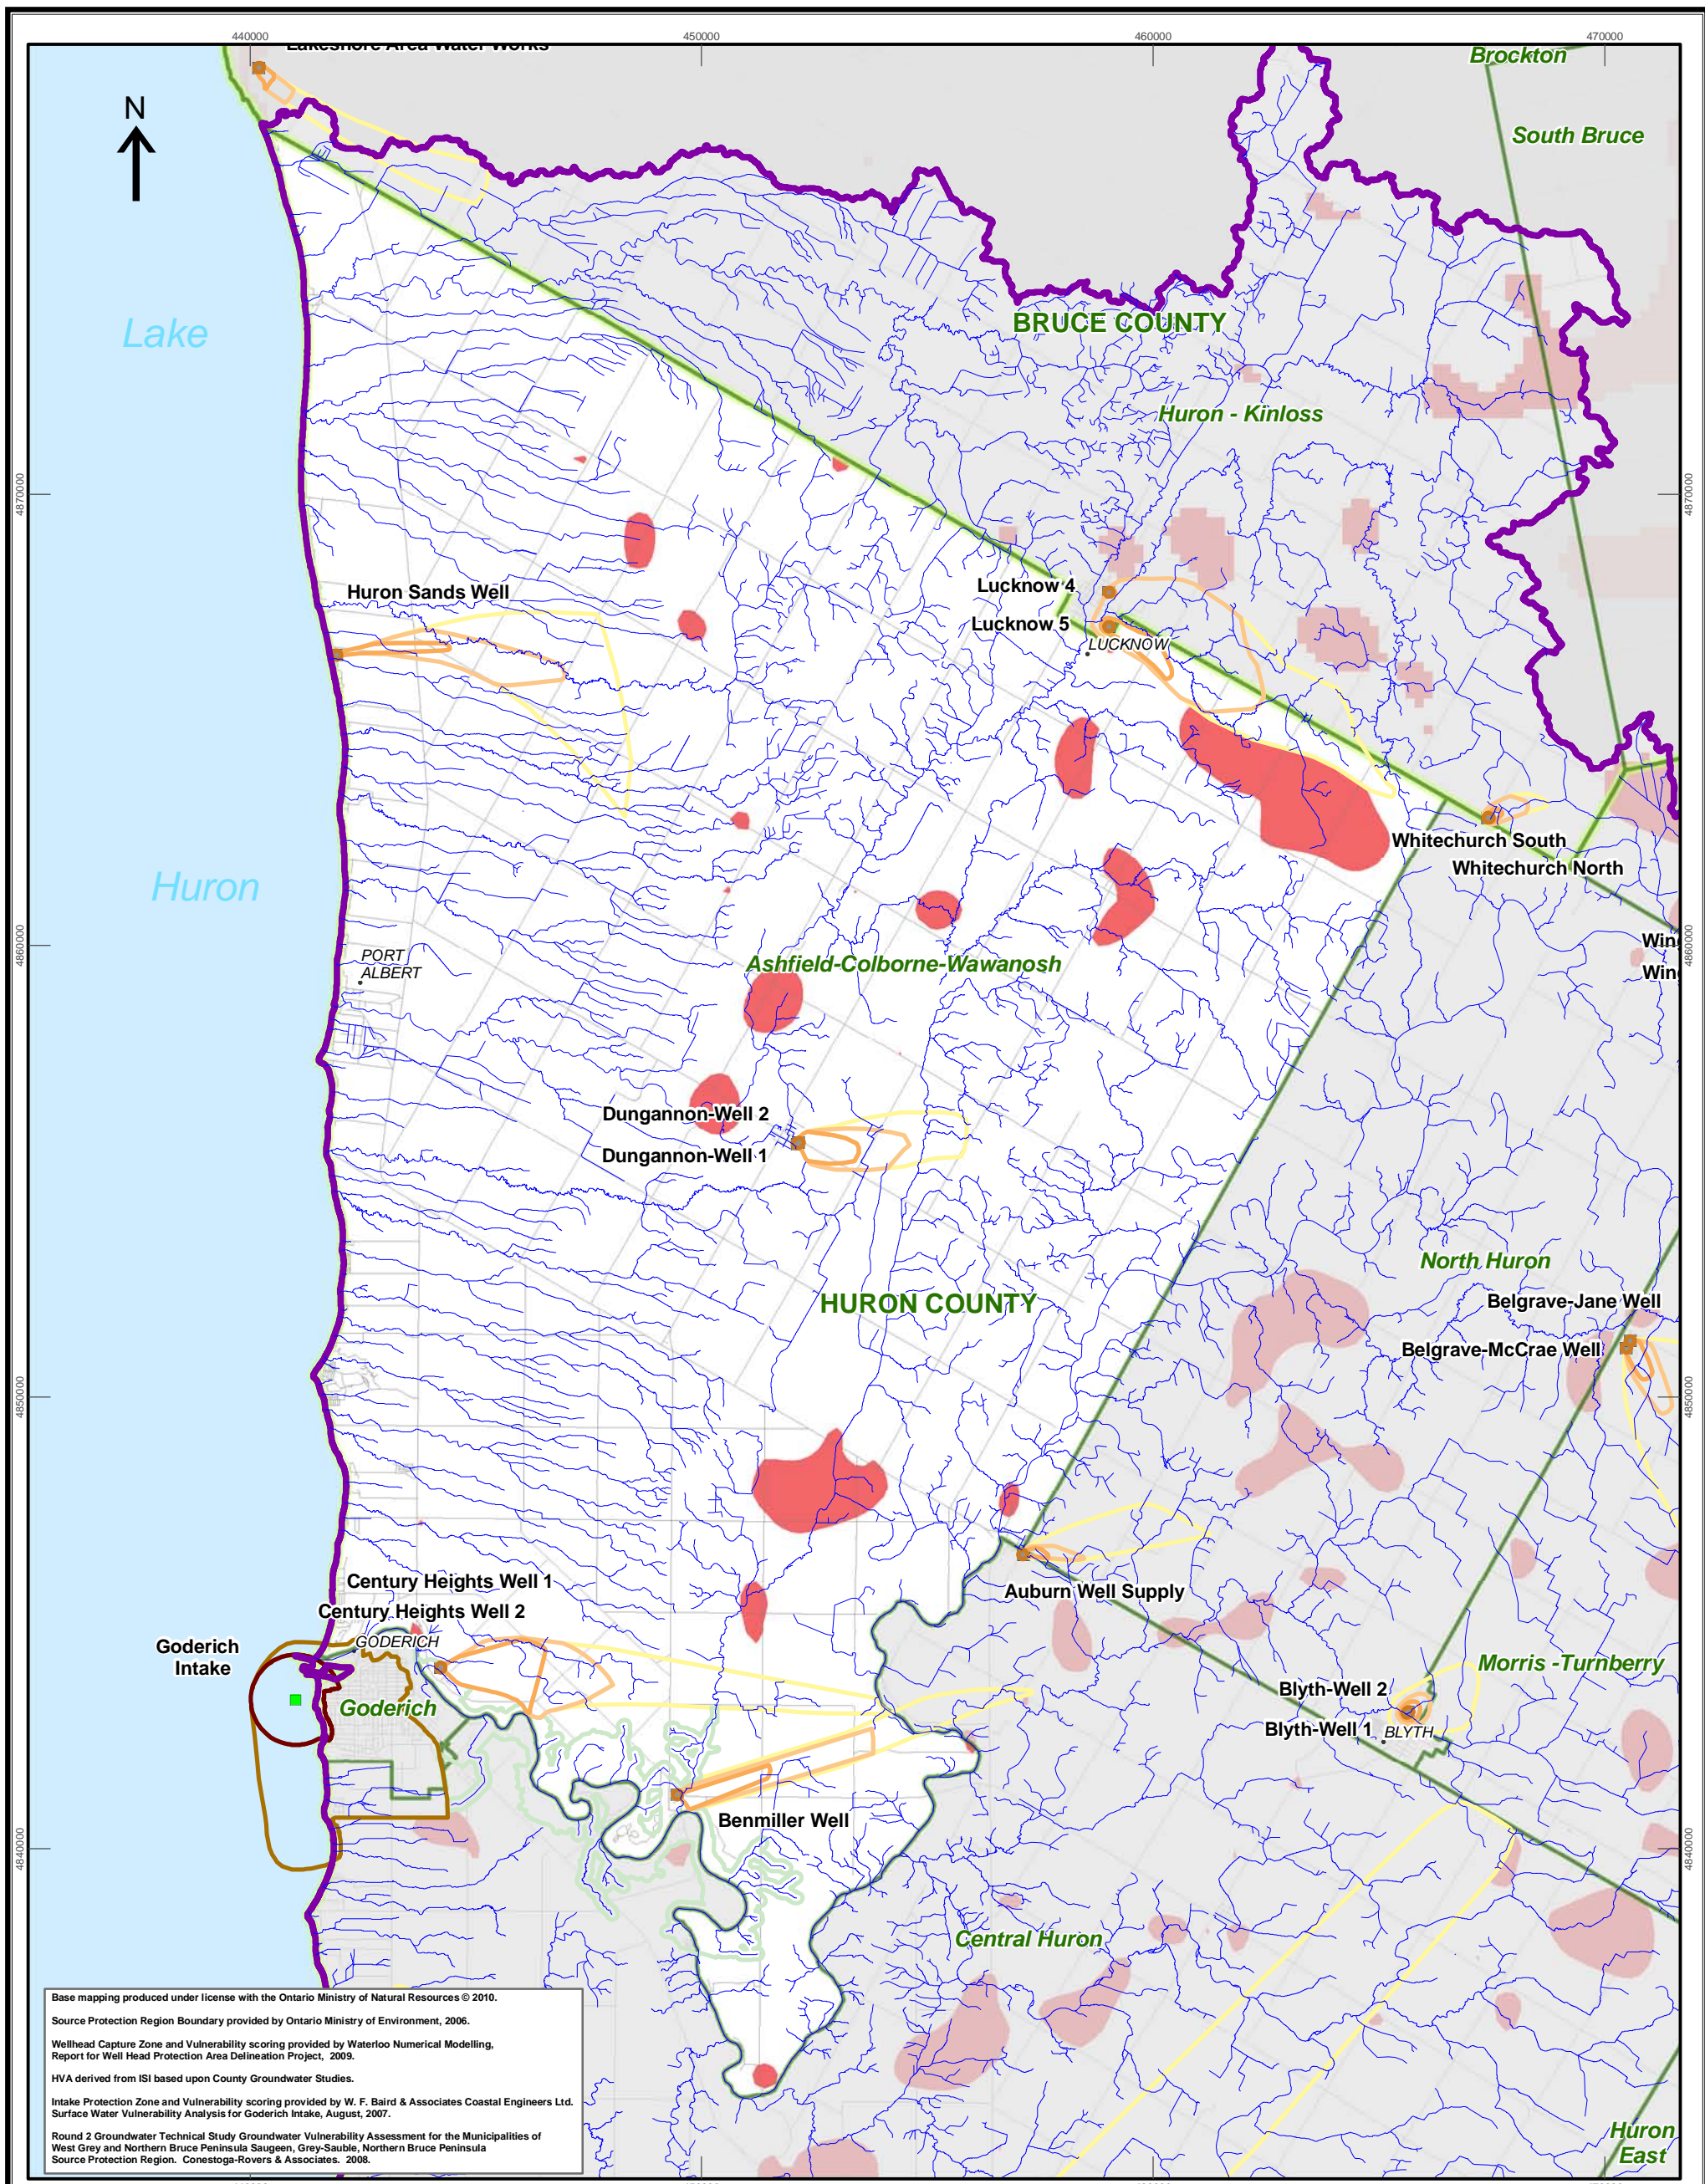 440000
450000
460000
470000
Lakeshore Area Water Works
Brockton
N
South Bruce
Lake
BRUCE COUNTY
Huron - Kinloss
4870000
4870000
Huron Sands Well
Lucknow 4
Lucknow 5
LUCKNOW
Whitechurch South
Whitechurch North
Huron
4860000
4860000
PORT
ALBERT
Ashfield-Colborne-Wawanosh
Dungannon-Well 2
Dungannon-Well 1
North Huron
HURON COUNTY
Belgrave-Jane Well
Belgrave-McCrae Well
4850000
4850000
Century Heights Well 1
Auburn Well Supply
Century Heights Well 2
GODERICH
Goderich
Intake
Morris -Turnberry
Goderich
Blyth-Well 2
Blyth-Well 1
BLYTH
Benmiller Well
4840000
4840000
Central Huron
Base mapping produced under license with the Ontario Ministry of Natural Resources © 2010.
Source Protection Region Boundary provided by Ontario Ministry of Environment, 2006.
Wellhead Capture Zone and Vulnerability scoring provided by Waterloo Numerical Modelling,
Report for Well Head Protection Area Delineation Project, 2009.
HVA derived from ISI based upon County Groundwater Studies.
Intake Protection Zone and Vulnerability scoring provided by W. F. Baird & Associates Coastal Engineers Ltd.
Surface Water Vulnerability Analysis for Goderich Intake, August, 2007.
Round 2 Groundwater Technical Study Groundwater Vulnerability Assessment for the Municipalities of
West Grey and Northern Bruce Peninsula Saugeen, Grey-Sauble, Northern Bruce Peninsula
Source Protection Region. Conestoga-Rovers & Associates. 2008.
Huron
East